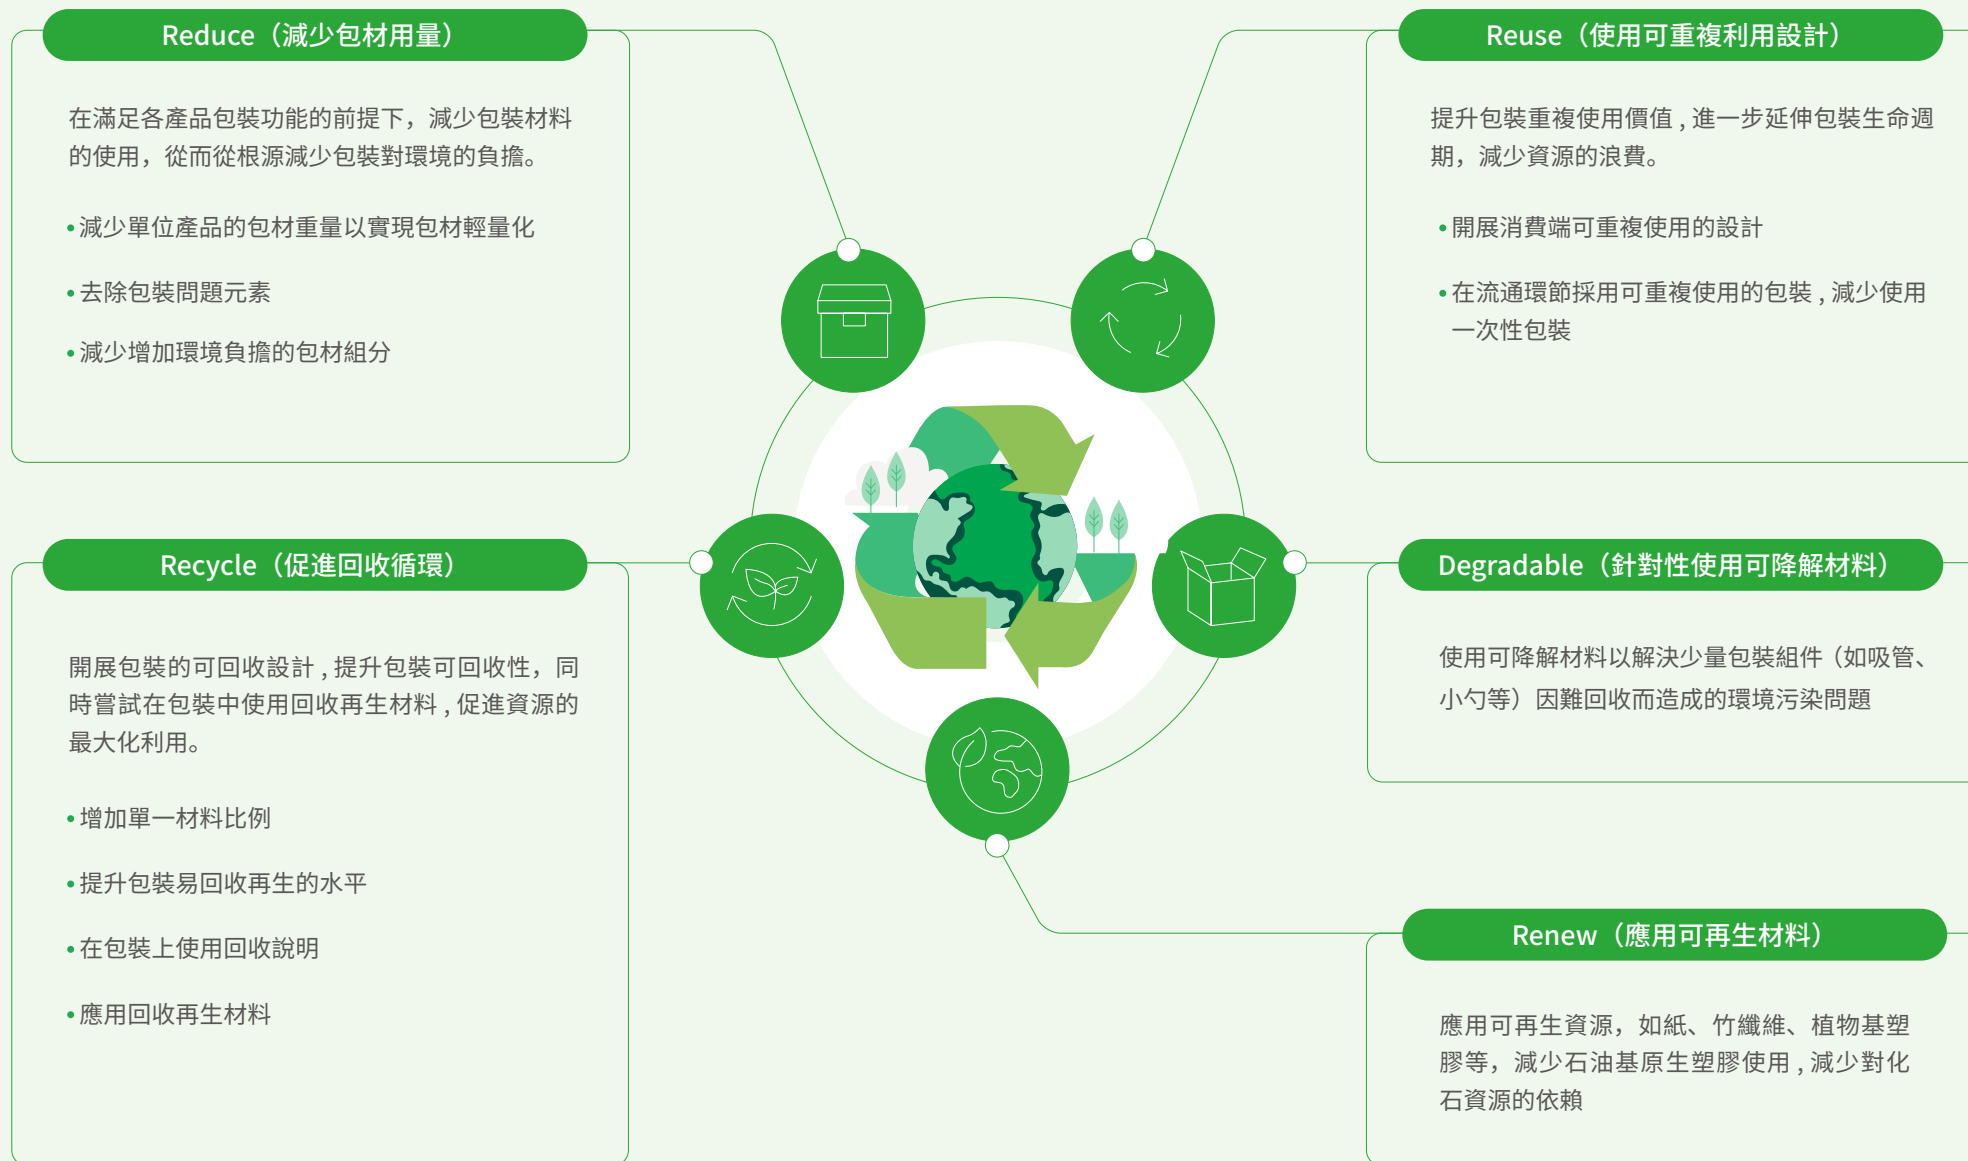 Reduce（減少包材用量）
在滿足各產品包裝功能的前提下，減少包裝材料
的使用，從而從根源減少包裝對環境的負擔。
•減少單位產品的包材重量以實現包材輕量化
•去除包裝問題元素
•減少增加環境負擔的包材組分
Reuse（使用可重複利用設計）
提升包裝重複使用價值 , 進一步延伸包裝生命週
期，減少資源的浪費。
•開展消費端可重複使用的設計
•在流通環節採用可重複使用的包裝 , 減少使用
一次性包裝
Recycle（促進回收循環）
開展包裝的可回收設計 , 提升包裝可回收性，同
時嘗試在包裝中使用回收再生材料 , 促進資源的
最大化利用。
•增加單一材料比例
•提升包裝易回收再生的水平
•在包裝上使用回收說明
•應用回收再生材料
Degradable（針對性使用可降解材料）
使用可降解材料以解決少量包裝組件（如吸管、
小勺等）因難回收而造成的環境污染問題
Renew（應用可再生材料）
應用可再生資源，如紙、竹纖維、植物基塑
膠等，減少石油基原生塑膠使用 , 減少對化
石資源的依賴